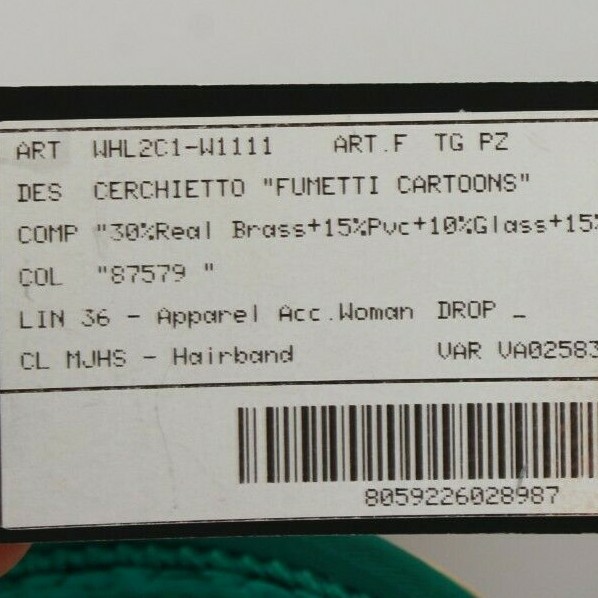 ART WHL2C1-W1111 ART.F TG PZ
DES CERCHIETTO "FUMETTI CARTOONS"
COMP "30%Real Brass+15%Pvc+10%Glass+15%
COL "87579 "
LIN 36 - Apparel Acc.Woman DROP _
CL MJHS - Hairband VAR VA02583
8059226028987